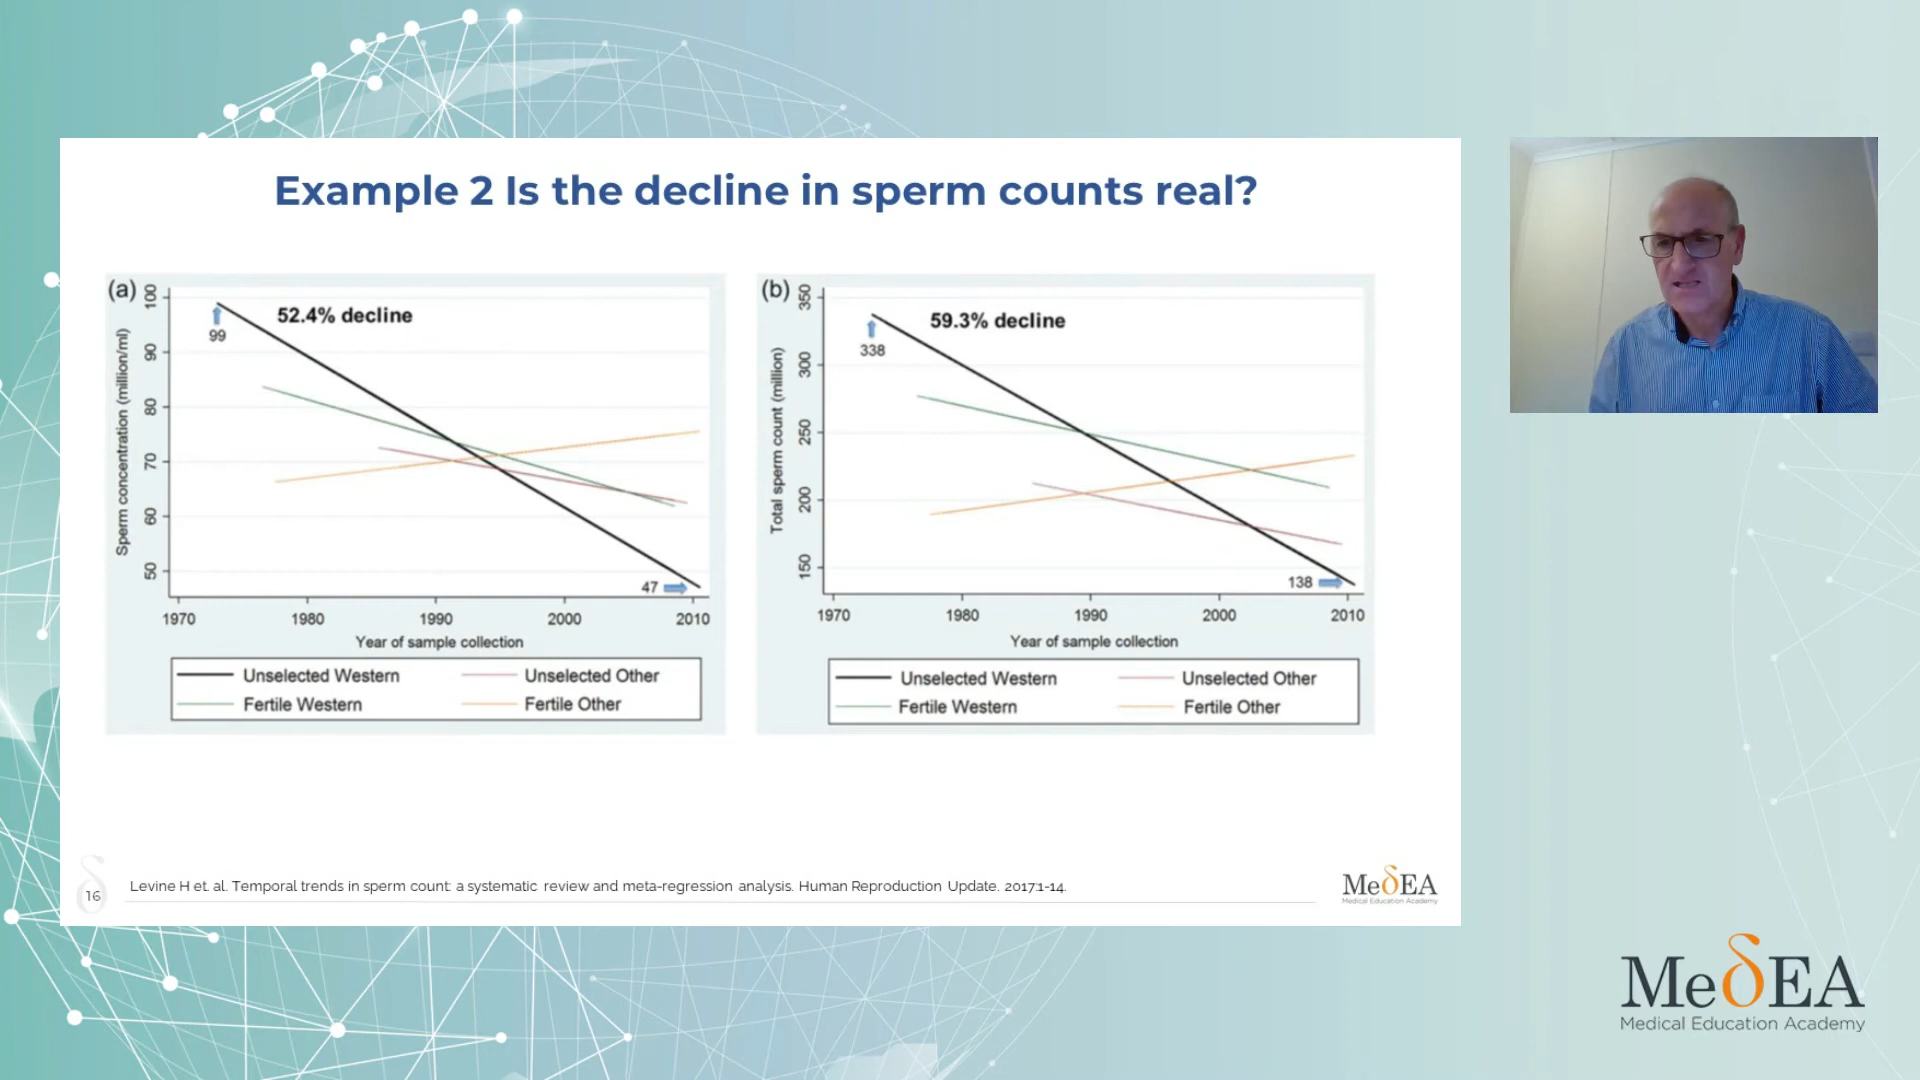 Example 2 Is the decline in sperm counts real?
(a)
52.4% decline
99
100
90
80
70
60
50
Sperm concentration (million/ml)
47
1970 1980 1990 2000 2010
Year of sample collection
Unselected Western Unselected Other
Fertile Western Fertile Other
(b)
59.3% decline
338
350
300
250
200
150
Total sperm count (million)
138
1970 1980 1990 2000 2010
Year of sample collection
Unselected Western Unselected Other
Fertile Western Fertile Other
16
Levine H et. al. Temporal trends in sperm count: a systematic review and meta-regression analysis. Human Reproduction Update. 2017:1-14.
MeδEA
Medical Education Academy
MeδEA
Medical Education Academy